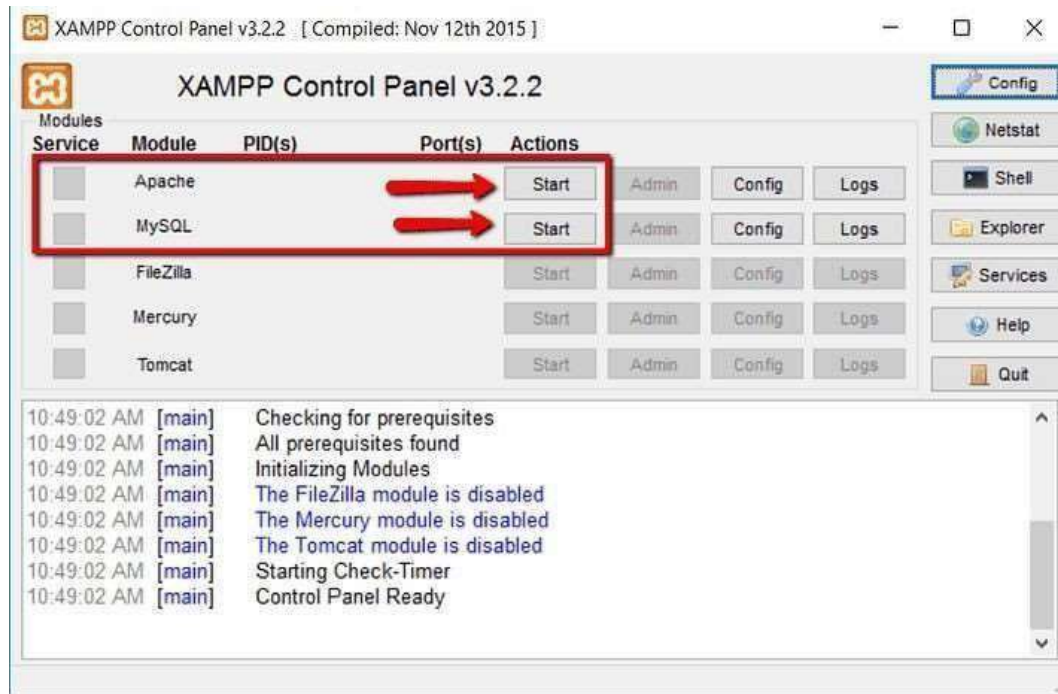 XAMPP Control Panel v3.2.2 [ Compiled: Nov 12th 2015 ]
XAMPP Control Panel v3.2.2
Config
Modules
Service Module PID(s) Port(s) Actions
Netstat
Apache Start Admin Config Logs
Shell
MySQL Start Admin Config Logs
Explorer
FileZilla Start Admin Config Logs
Services
Mercury Start Admin Config Logs
Help
Tomcat Start Admin Config Logs
Quit
10:49:02 AM [main] Checking for prerequisites
10:49:02 AM [main] All prerequisites found
10:49:02 AM [main] Initializing Modules
10:49:02 AM [main] The FileZilla module is disabled
10:49:02 AM [main] The Mercury module is disabled
10:49:02 AM [main] The Tomcat module is disabled
10:49:02 AM [main] Starting Check-Timer
10:49:02 AM [main] Control Panel Ready